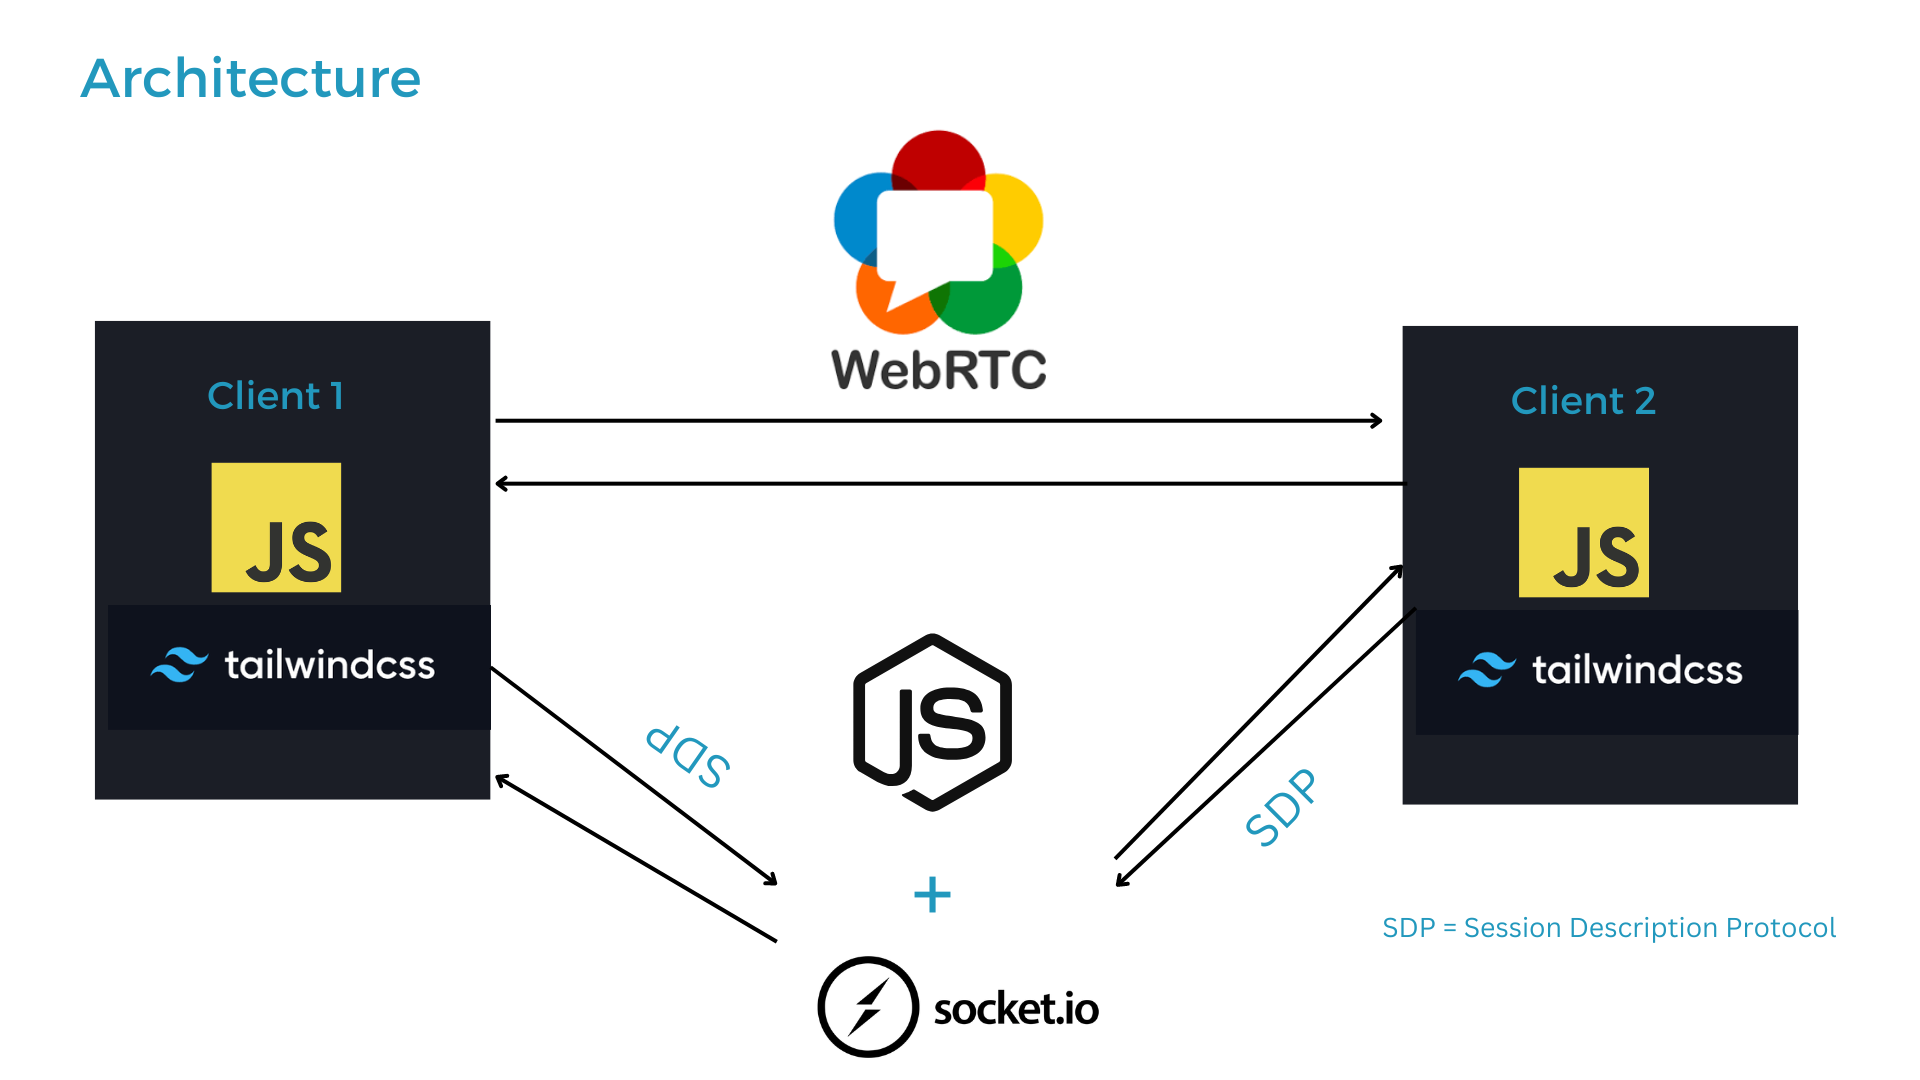 Architecture
WebRTC
Client 1
Client 2
JS
JS
tailwindcss
tailwindcss
JS
SDP
SDP
+
SDP = Session Description Protocol
socket.io